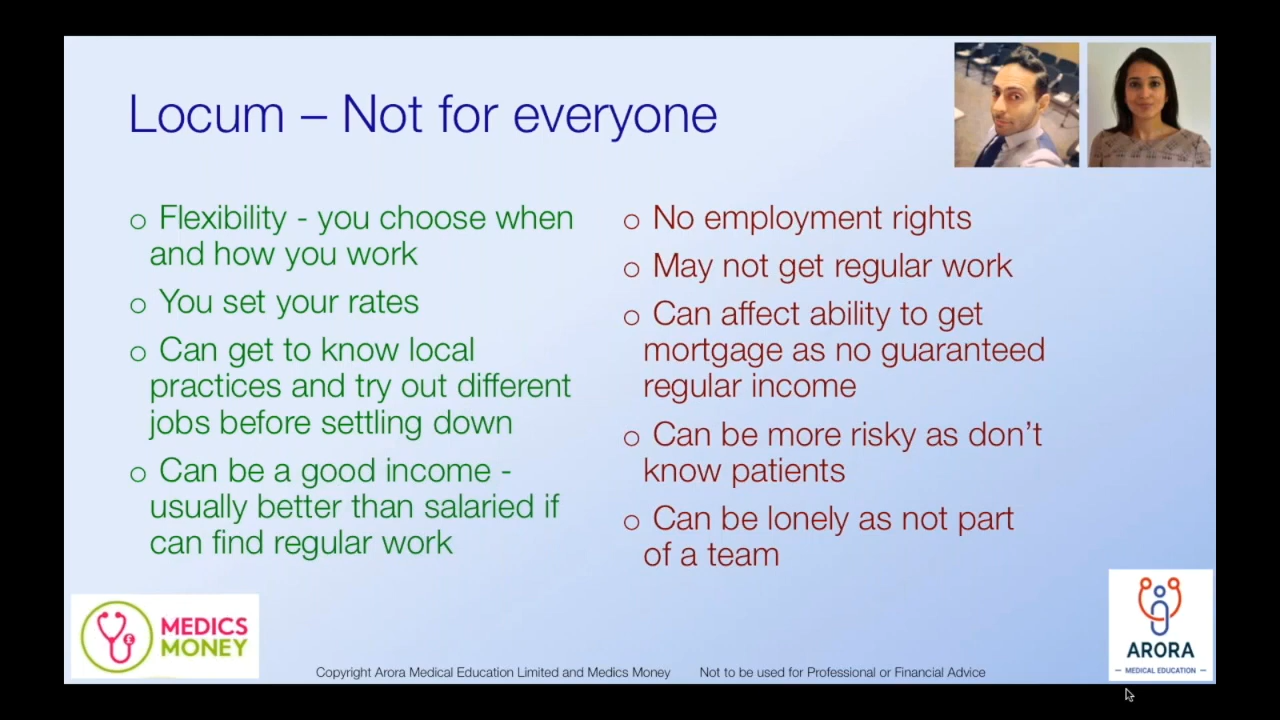 Locum – Not for everyone
o Flexibility - you choose when
and how you work
o You set your rates
o Can get to know local
practices and try out different
jobs before settling down
o Can be a good income -
usually better than salaried if
can find regular work
o No employment rights
o May not get regular work
o Can affect ability to get
mortgage as no guaranteed
regular income
o Can be more risky as don’t
know patients
o Can be lonely as not part
of a team
£
MEDICS
MONEY
Copyright Arora Medical Education Limited and Medics Money Not to be used for Professional or Financial Advice
ARORA
– MEDICAL EDUCATION –